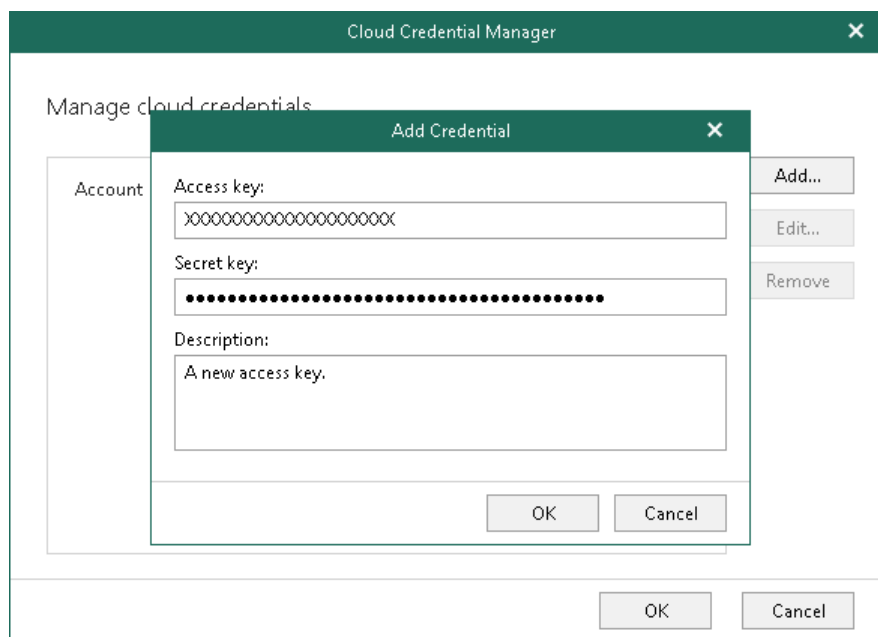 Cloud Credential Manager
Manage cloud credentials
Add Credential
Account
Access key:
XXXXXXXXXXXXXXXXXXXX
Secret key:
●●●●●●●●●●●●●●●●●●●●●●●●●●●●●●●●●●●●●●●●
Description:
A new access key.
OK Cancel
Add...
Edit...
Remove
OK Cancel